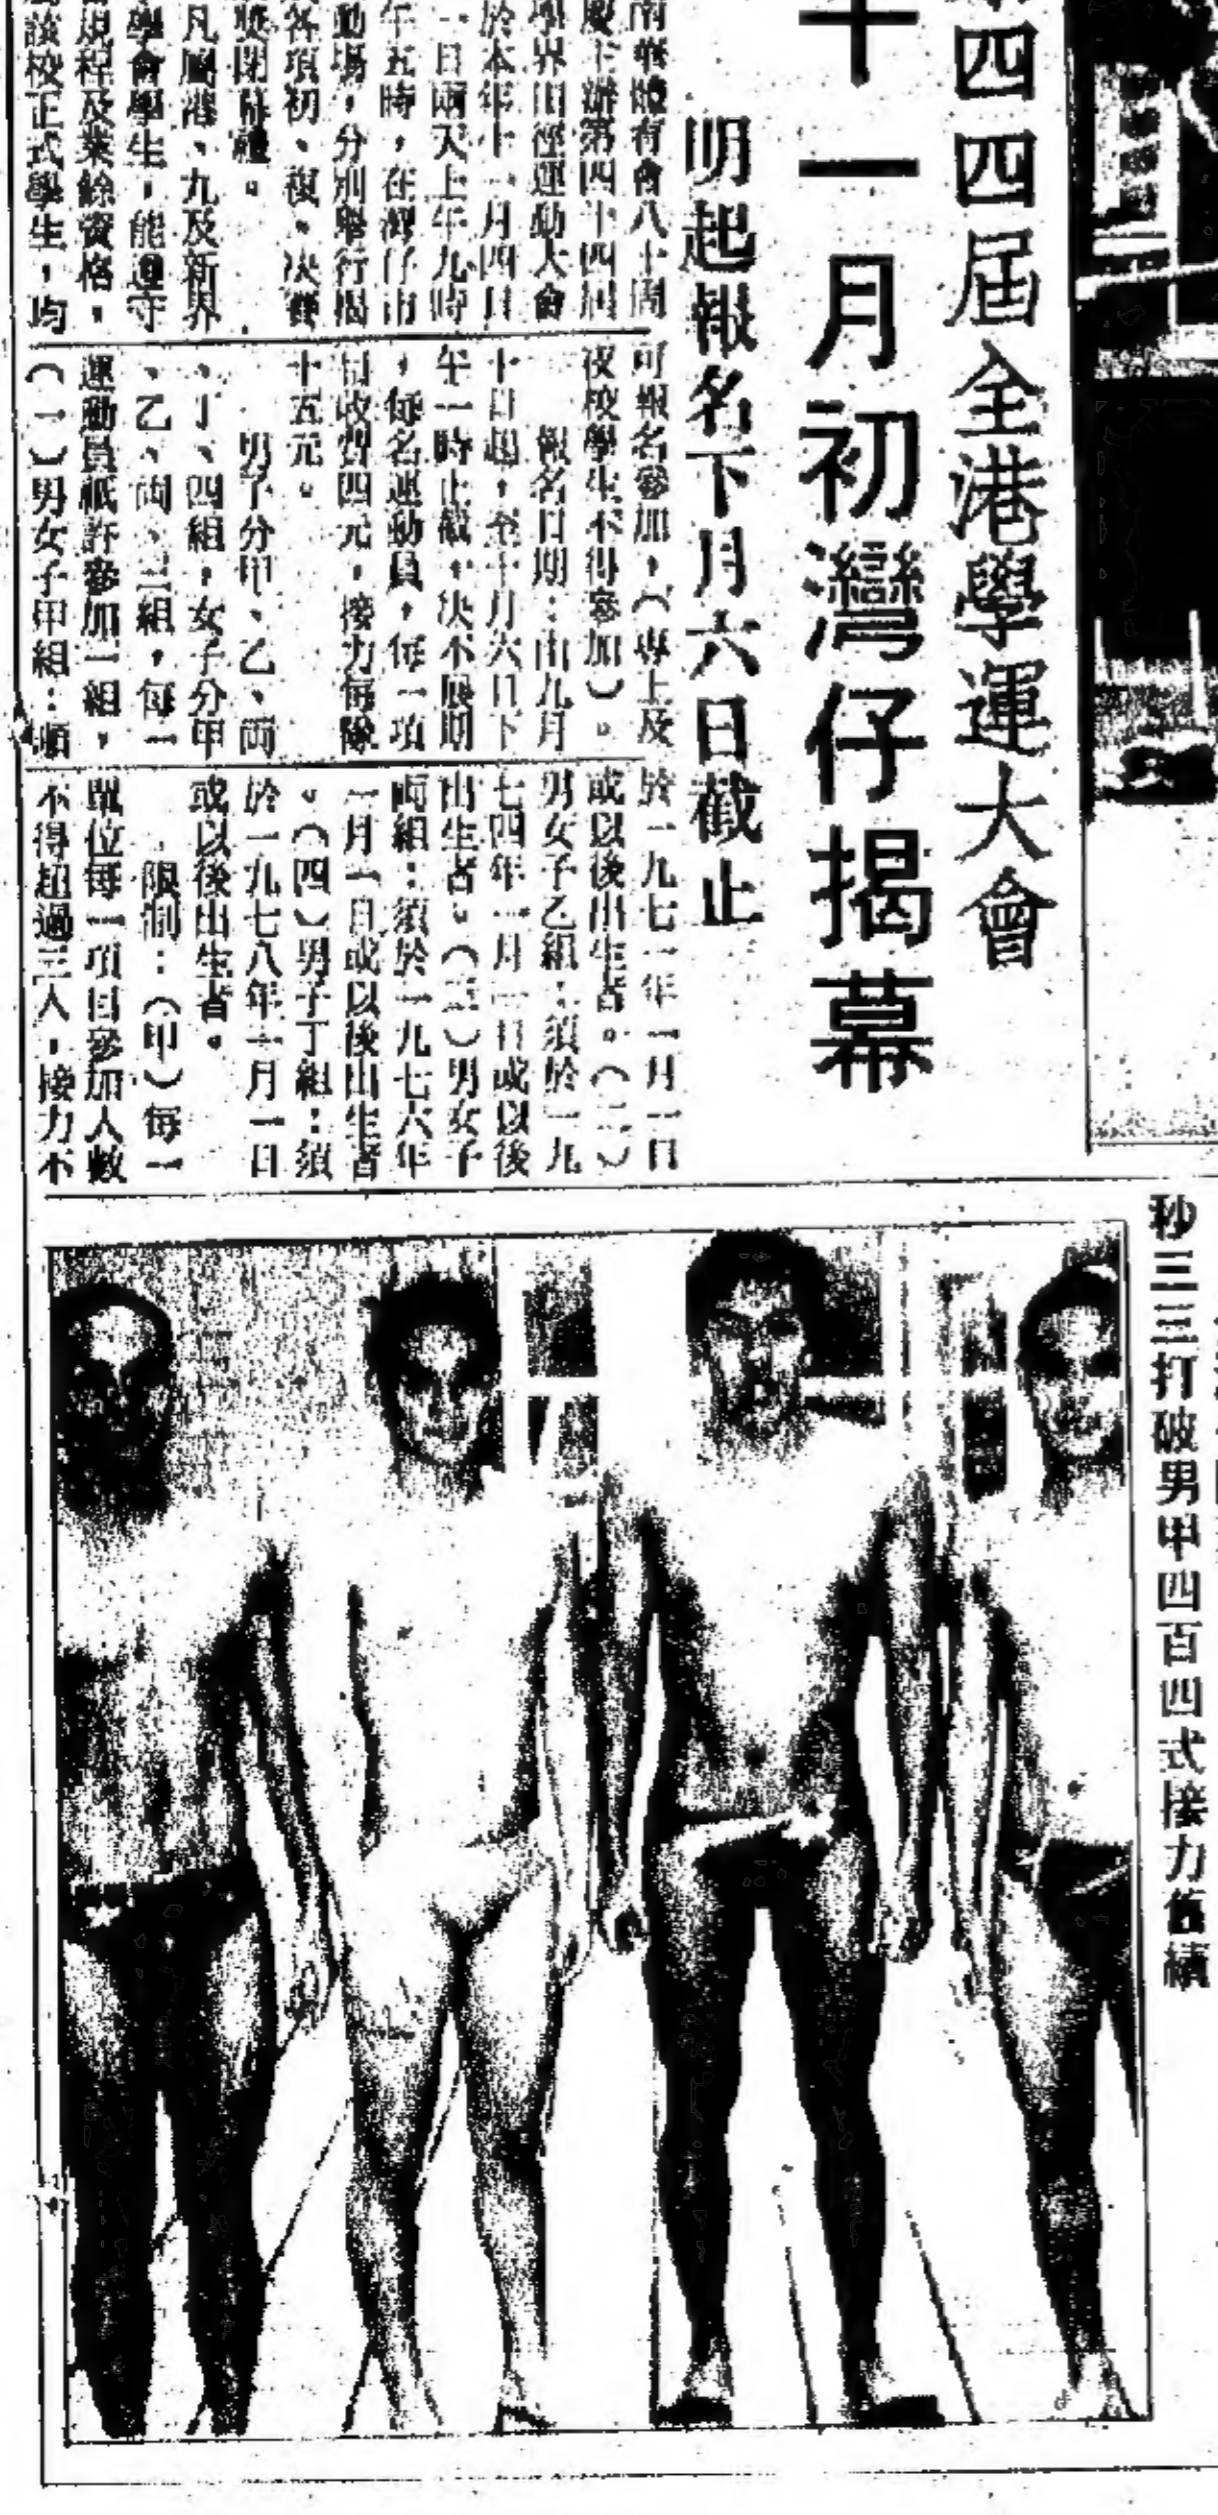 四四屆全港學運大會
十一月初灣仔揭幕
明起報名下月六日截止
南華體育會八十周
慶主辦第四十四屆
學界田徑運動大會
於本年十一月四日
一日兩天上午九時
午五時，在灣仔市
動場，分別舉行揭
各項初、複、決賽
獎閉幕禮。
凡屬港、九及新界
學會學生，能遵守
規程及業餘資格，
該校正式學生，均
可報名參加，（專上及
夜校學生不得參加）。
報名日期：由九月
十日起，至十月六日下
午一時止截，決不展期
，每名運動員，每一項
目收費四元，接力每隊
十五元。
男子分甲、乙、丙
、丁、四組，女子分甲
、乙、丙、三組，每一
運動員祇許參加一組，
（一）男女子甲組：須
於一九七一年一月一日
或以後出生者。（二）
男女子乙組：須於一九
七四年一月一日或以後
出生者。（三）男女子
丙組：須於一九七六年
一月一日或以後出生者
。（四）男子丁組：須
於一九七八年一月一日
或以後出生者。
限制：（甲）每一
單位每一項目參加人數
不得超過三人，接力不
秒三三打破男甲四百四式接力舊績